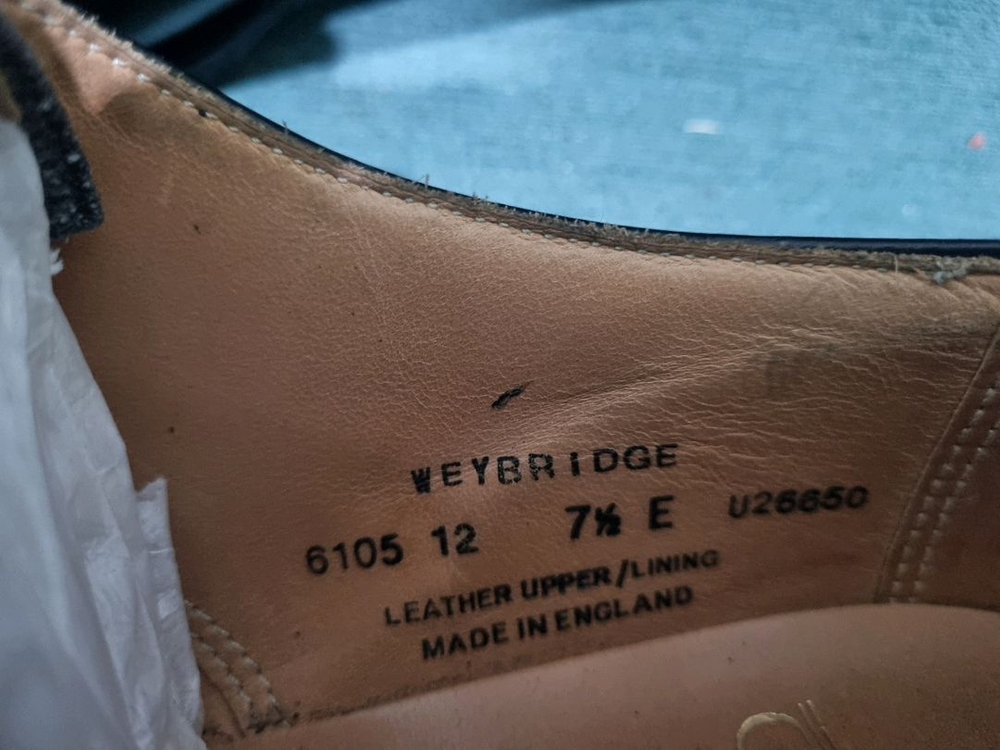 WEYBRIDGE
6105 12 7½ E U26650
LEATHER UPPER/LINING
MADE IN ENGLAND